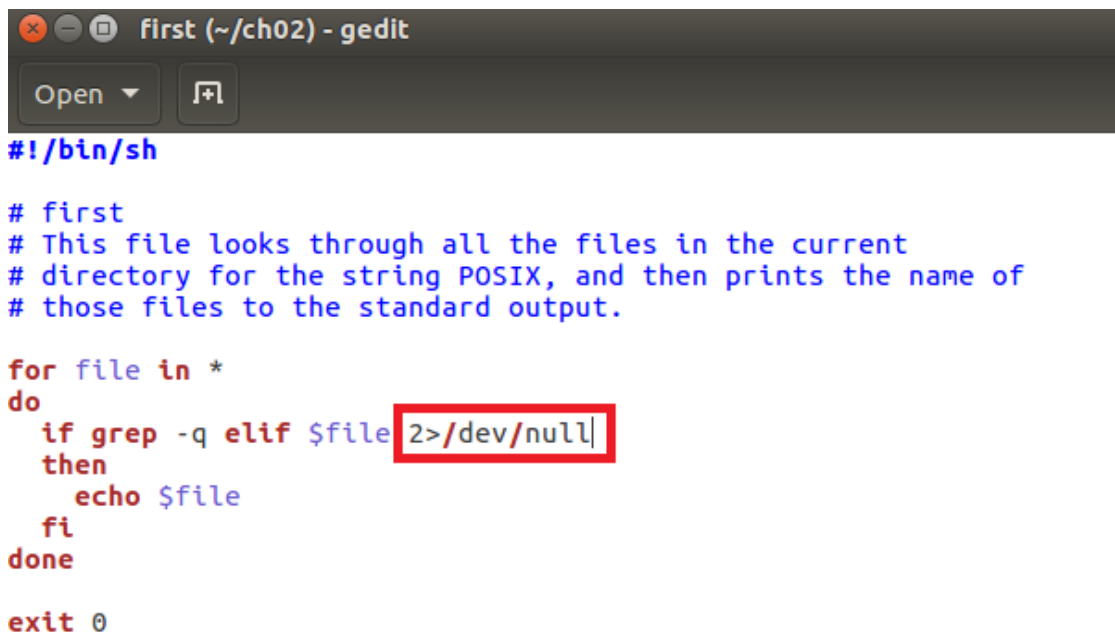 first (~/ch02) - gedit
Open
#!/bin/sh
# first
# This file looks through all the files in the current
# directory for the string POSIX, and then prints the name of
# those files to the standard output.
for file in *
do
  if grep -q elif $file 2>/dev/null
  then
    echo $file
  fi
done
exit 0